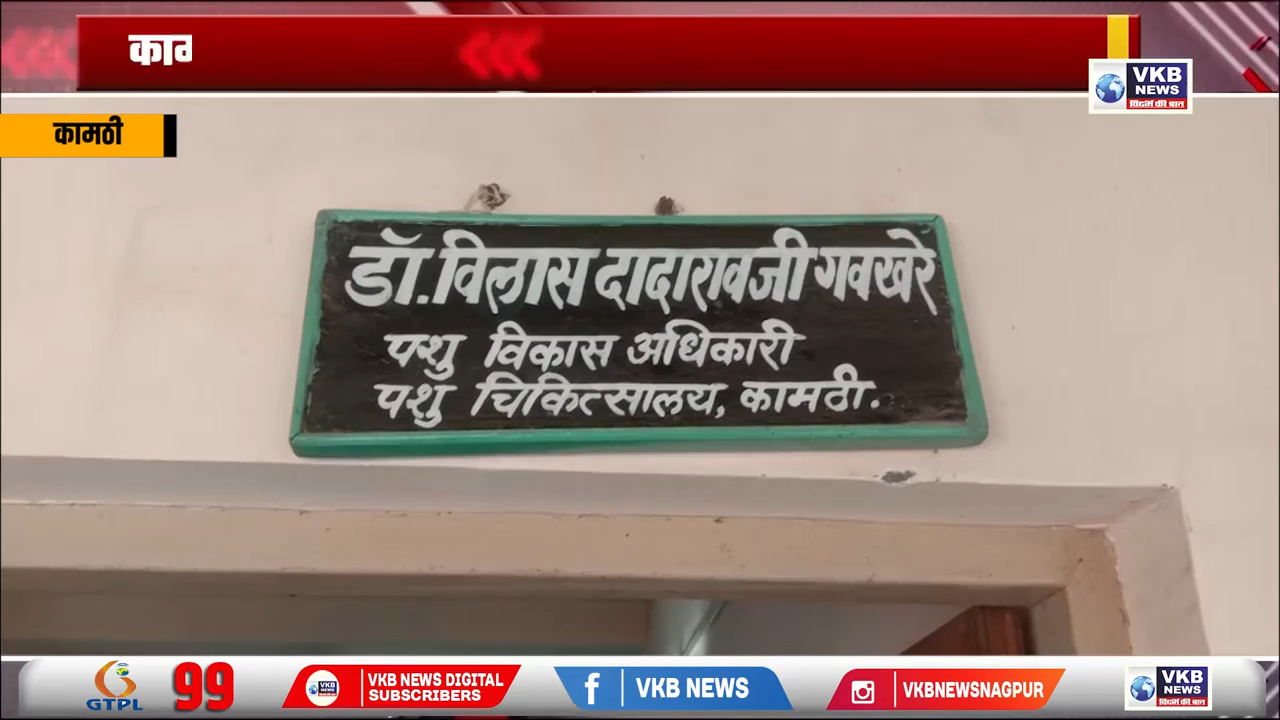 काम
VKB
NEWS
विदर्भ की बात
कामठी
डॉ. विलास दादारावजी गवखरे
पशु विकास अधिकारी
पशु चिकित्सालय, कामठी.
GTPL
99
VKB NEWS DIGITAL
SUBSCRIBERS
VKB NEWS
VKBNEWSNAGPUR
VKB
NEWS
विदर्भ की बात